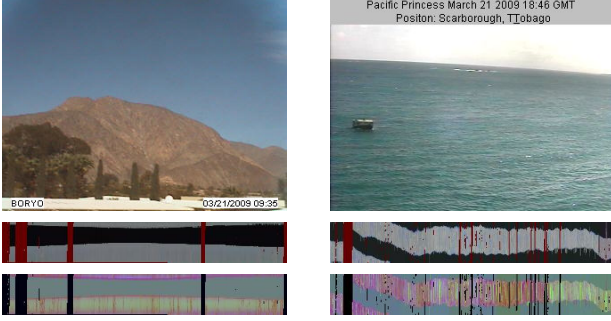 Pacific Princess March 21 2009 18:46 GMT
Positon: Scarborough, TTobago
BORYO
03/21/2009 09:35